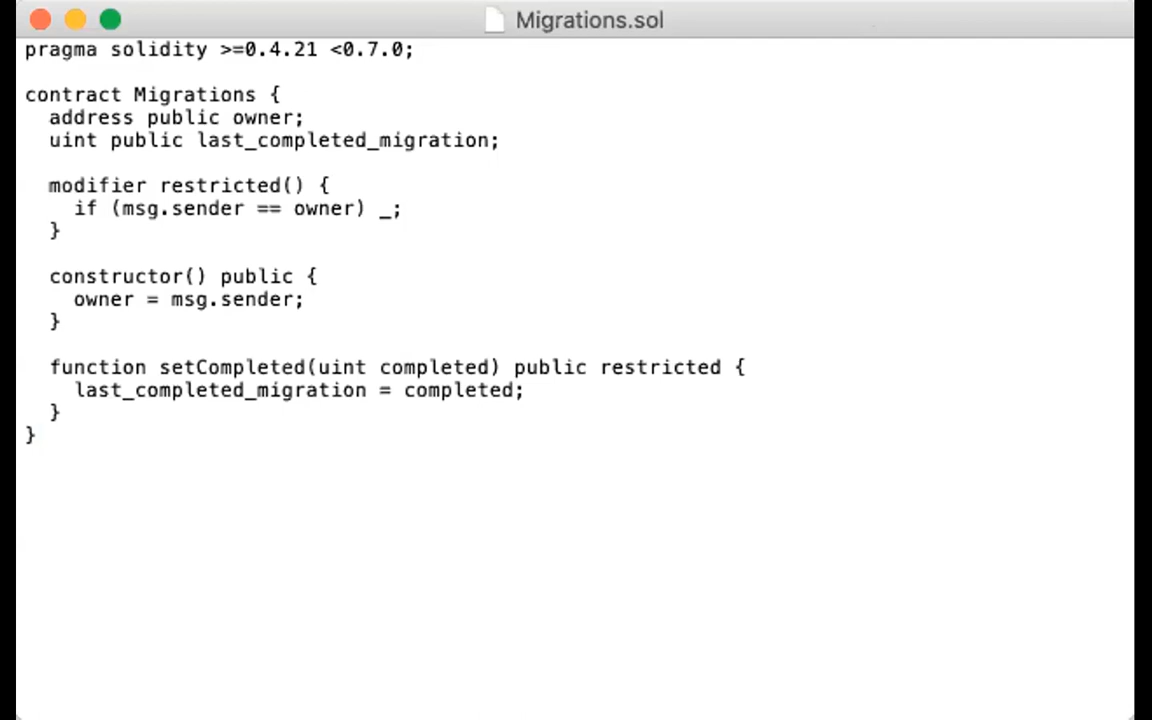 Migrations.sol
pragma solidity >=0.4.21 <0.7.0;
contract Migrations {
  address public owner;
  uint public last_completed_migration;
  modifier restricted() {
    if (msg.sender == owner) _;
  }
  constructor() public {
    owner = msg.sender;
  }
  function setCompleted(uint completed) public restricted {
    last_completed_migration = completed;
  }
}